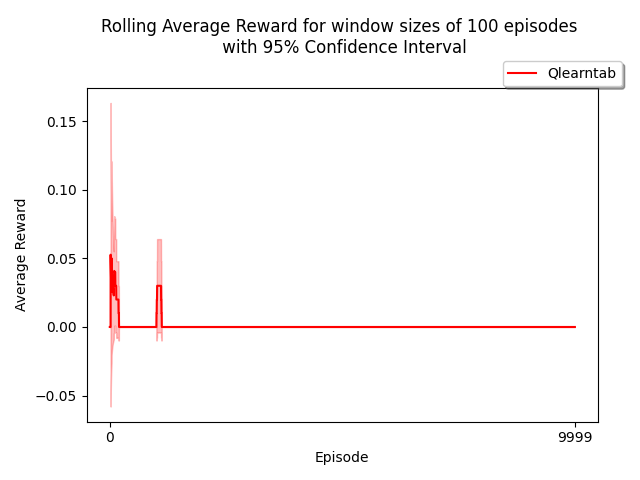 Rolling Average Reward for window sizes of 100 episodes
with 95% Confidence Interval
Qlearntab
0.15
0.10
0.05
0.00
−0.05
Average Reward
0
9999
Episode